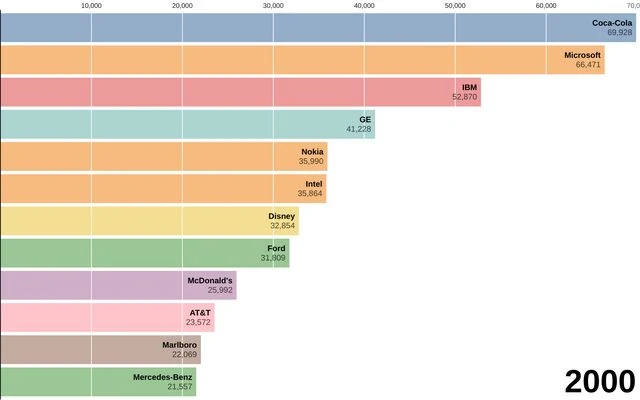 10,000 20,000 30,000 40,000 50,000 60,000 70,0
Coca-Cola
69,928
Microsoft
66,471
IBM
52,870
GE
41,228
Nokia
35,990
Intel
35,864
Disney
32,854
Ford
31,809
McDonald's
25,992
AT&T
23,572
Marlboro
22,069
Mercedes-Benz
21,557
2000